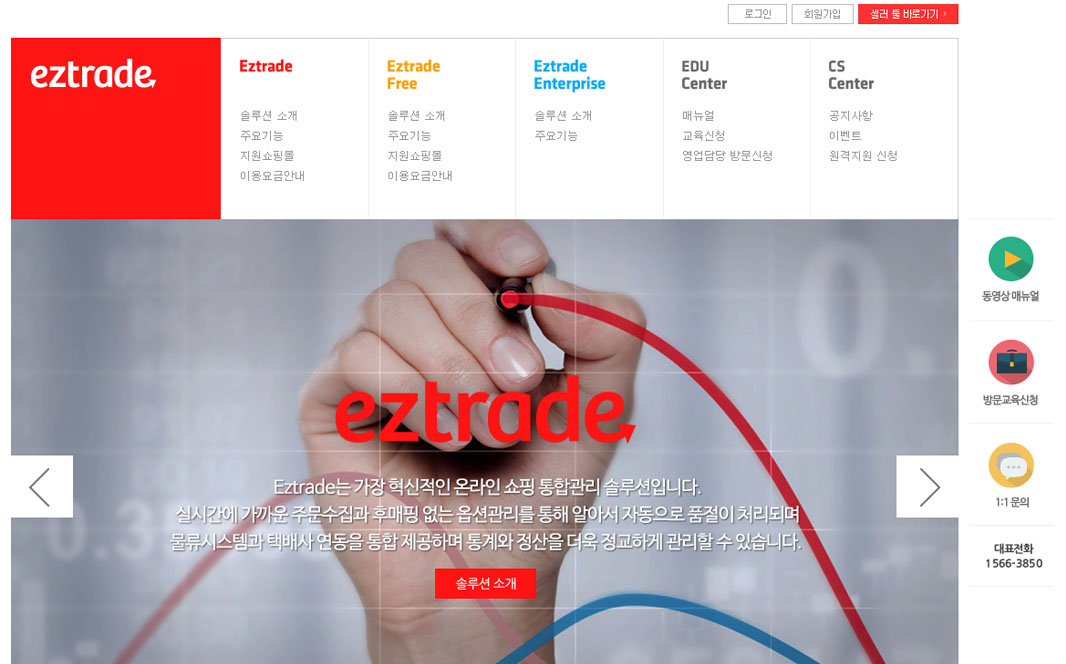 로그인
회원가입
셀러 툴 바로가기
eztrade
Eztrade
솔루션 소개
주요기능
지원쇼핑몰
이용요금안내
Eztrade
Free
솔루션 소개
주요기능
지원쇼핑몰
이용요금안내
Eztrade
Enterprise
솔루션 소개
주요기능
EDU
Center
매뉴얼
교육신청
영업담당 방문신청
CS
Center
공지사항
이벤트
원격지원 신청
eztrade
Eztrade는 가장 혁신적인 온라인 쇼핑 통합관리 솔루션입니다.
실시간에 가까운 주문수집과 후매핑 없는 옵션관리를 통해 알아서 자동으로 품절이 처리되며
물류시스템과 택배사 연동을 통합 제공하며 통계와 정산을 더욱 정교하게 관리할 수 있습니다.
솔루션 소개
동영상 매뉴얼
방문교육신청
1:1 문의
대표전화
1566-3850